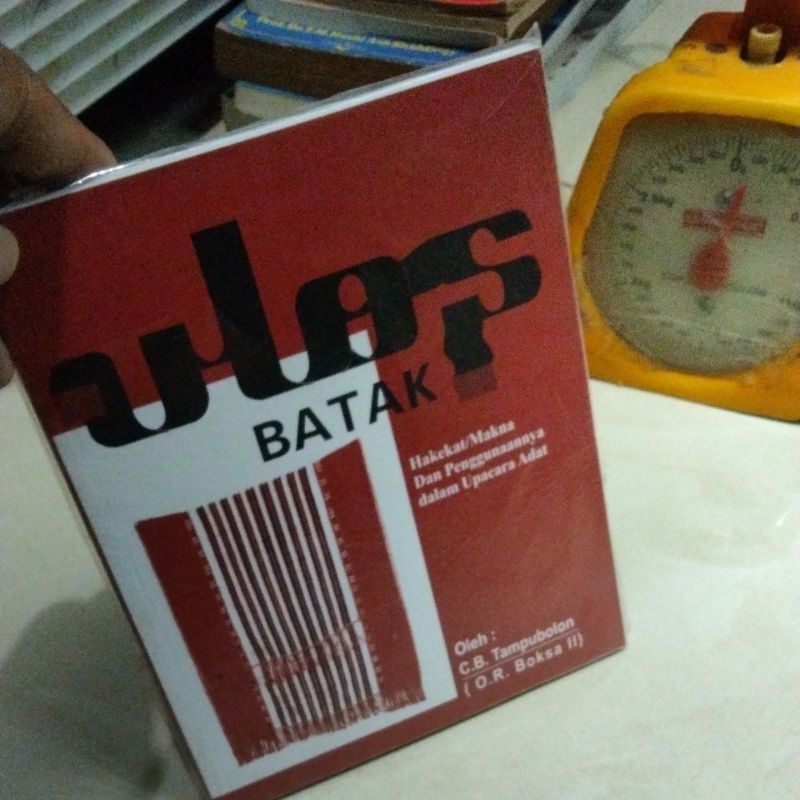 ulos
BATAK
Hakekat/Makna
Dan Penggunaannya
dalam Upacara Adat
Oleh :
C.B. Tampubolon
( O.R. Boksa II)